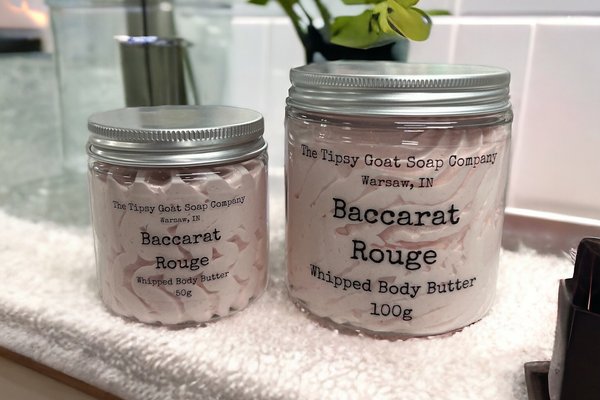 The Tipsy Goat Soap Company
Warsaw, IN
Baccarat
Rouge
Whipped Body Butter
50g
The Tipsy Goat Soap Company
Warsaw, IN
Baccarat
Rouge
Whipped Body Butter
100g